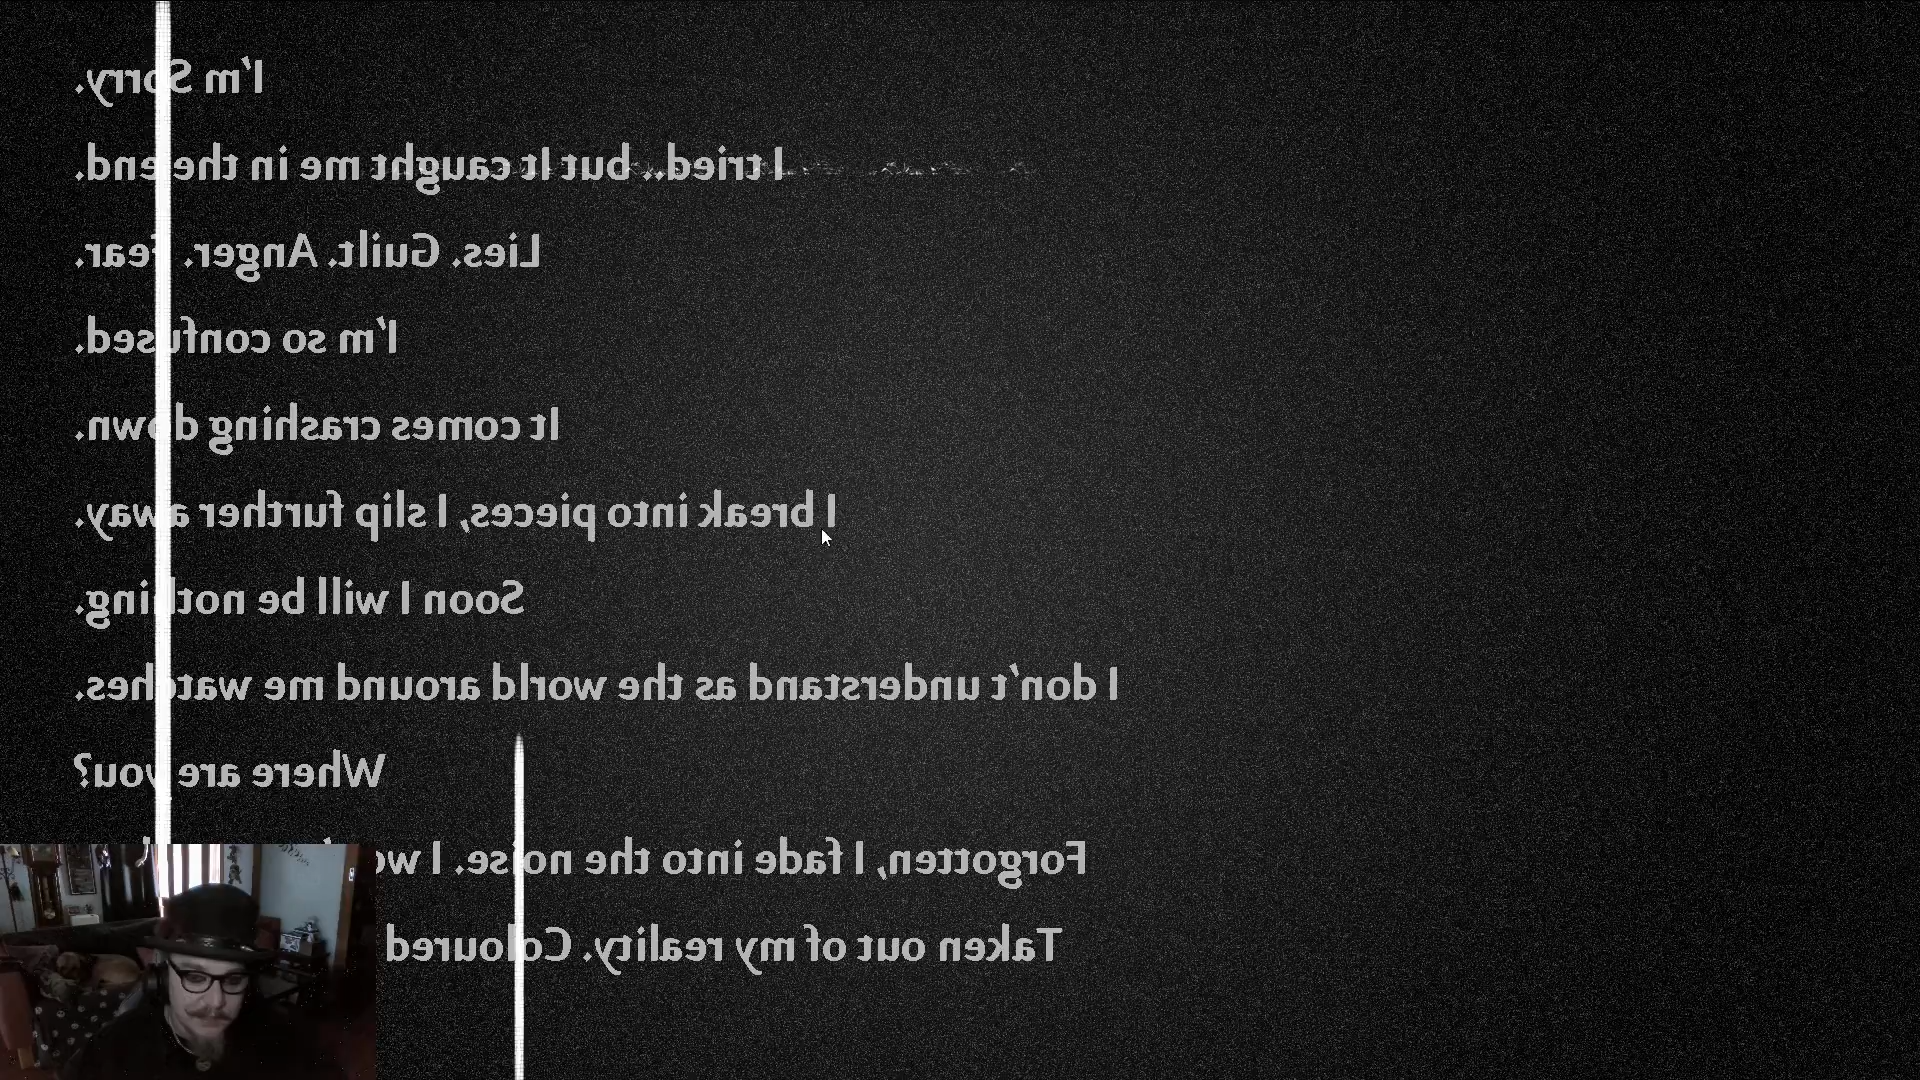 I'm Sorry.
I tried.. but It caught me in the end.
Lies. Guilt. Anger. Fear.
I'm so confused.
It comes crashing down.
I break into pieces, I slip further away.
Soon I will be nothing.
I don't understand as the world around me watches.
Where are you?
Forgotten, I fade into the noise. I
Taken out of my reality. Coloured